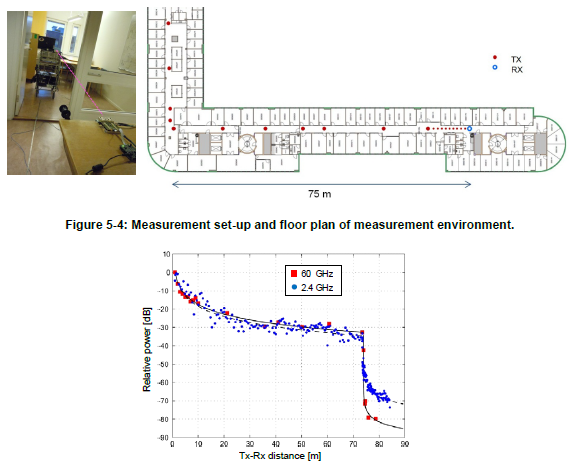 TX
RX
75 m
Figure 5-4: Measurement set-up and floor plan of measurement environment.
10
0
-10
-20
-30
-40
-50
-60
-70
-80
-90
Relative power [dB]
60 GHz
2.4 GHz
0 10 20 30 40 50 60 70 80 90
Tx-Rx distance [m]